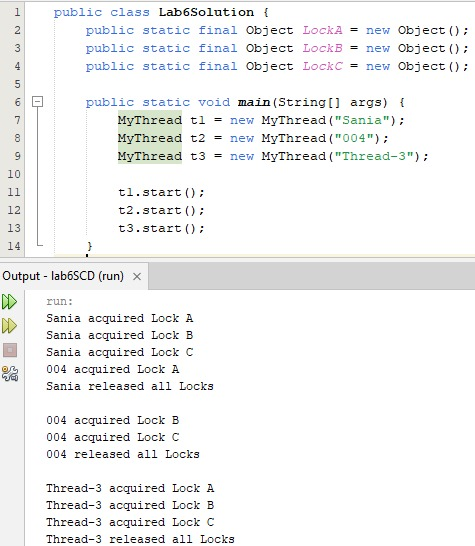 1 public class Lab6Solution {
2 public static final Object LockA = new Object();
3 public static final Object LockB = new Object();
4 public static final Object LockC = new Object();
5
6 public static void main(String[] args) {
7 MyThread t1 = new MyThread("Sania");
8 MyThread t2 = new MyThread("004");
9 MyThread t3 = new MyThread("Thread-3");
10
11 t1.start();
12 t2.start();
13 t3.start();
14 }
Output - lab6SCD (run) ×
run:
Sania acquired Lock A
Sania acquired Lock B
Sania acquired Lock C
004 acquired Lock A
Sania released all Locks
004 acquired Lock B
004 acquired Lock C
004 released all Locks
Thread-3 acquired Lock A
Thread-3 acquired Lock B
Thread-3 acquired Lock C
Thread-3 released all Locks